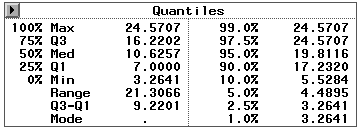 Quantiles
100% Max 24.5707 99.0% 24.5707
75% Q3 16.2202 97.5% 24.5707
50% Med 10.6257 95.0% 19.8116
25% Q1 7.0000 90.0% 17.2320
0% Min 3.2641 10.0% 5.5284
Range 21.3066 5.0% 4.4895
Q3-Q1 9.2201 2.5% 3.2641
Mode . 1.0% 3.2641